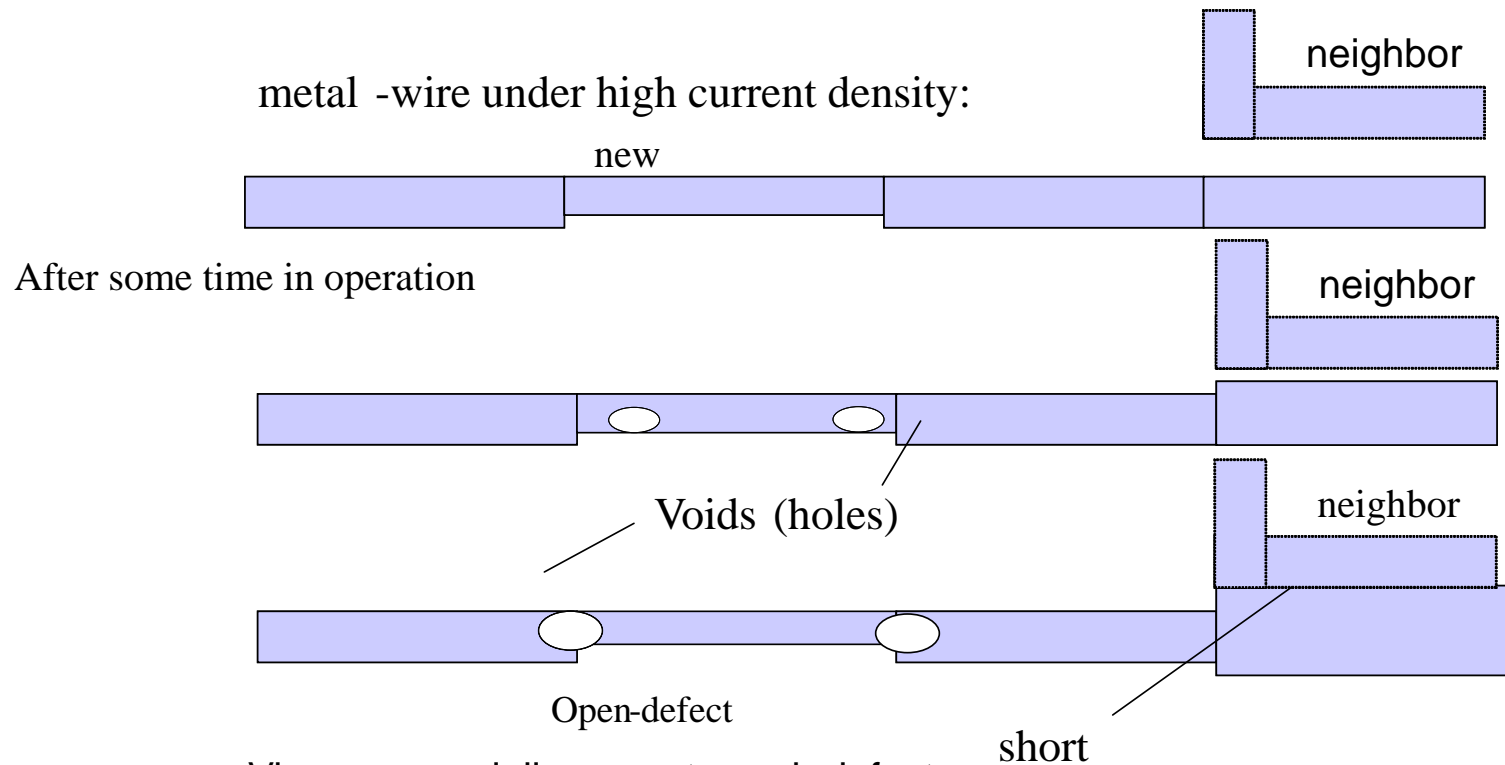 neighbor
metal -wire under high current density:
new
After some time in operation
neighbor
Voids (holes)
neighbor
Open-defect
short